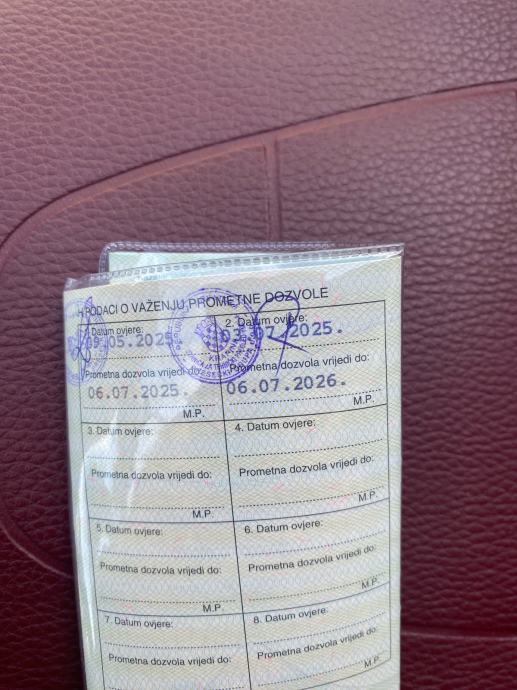 H. PODACI O VAŽENJU PROMETNE DOZVOLE
1. Datum ovjere:
09.05.2025.
Prometna dozvola vrijedi do:
06.07.2025.
M.P.
2. Datum ovjere:
07.2025.
Prometna dozvola vrijedi do:
06.07.2026.
M.P.
3. Datum ovjere:
Prometna dozvola vrijedi do:
M.P.
4. Datum ovjere:
Prometna dozvola vrijedi do:
M.P.
5. Datum ovjere:
Prometna dozvola vrijedi do:
M.P.
6. Datum ovjere:
Prometna dozvola vrijedi do:
M.P.
7. Datum ovjere:
Prometna dozvola vrijedi do:
8. Datum ovjere:
Prometna dozvola vrijedi do:
M.P.